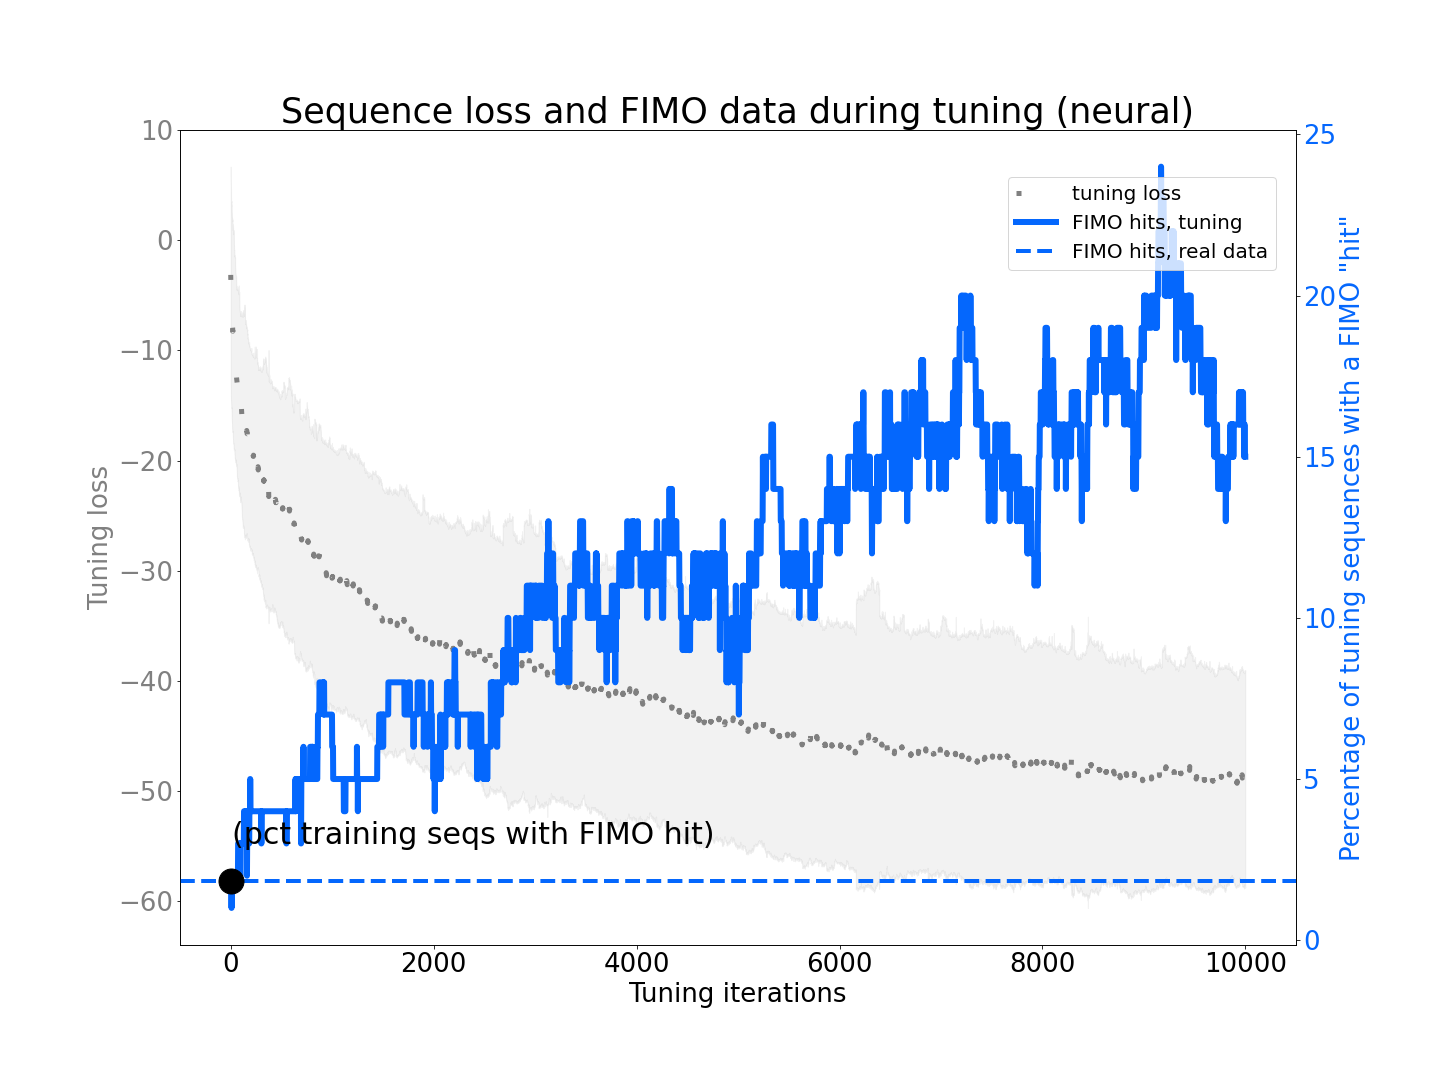 Sequence loss and FIMO data during tuning (neural)
10
0
−10
−20
−30
−40
−50
−60
Tuning loss
25
20
15
10
5
0
Percentage of tuning sequences with a FIMO "hit"
tuning loss
FIMO hits, tuning
FIMO hits, real data
(pct training seqs with FIMO hit)
0 2000 4000 6000 8000 10000
Tuning iterations